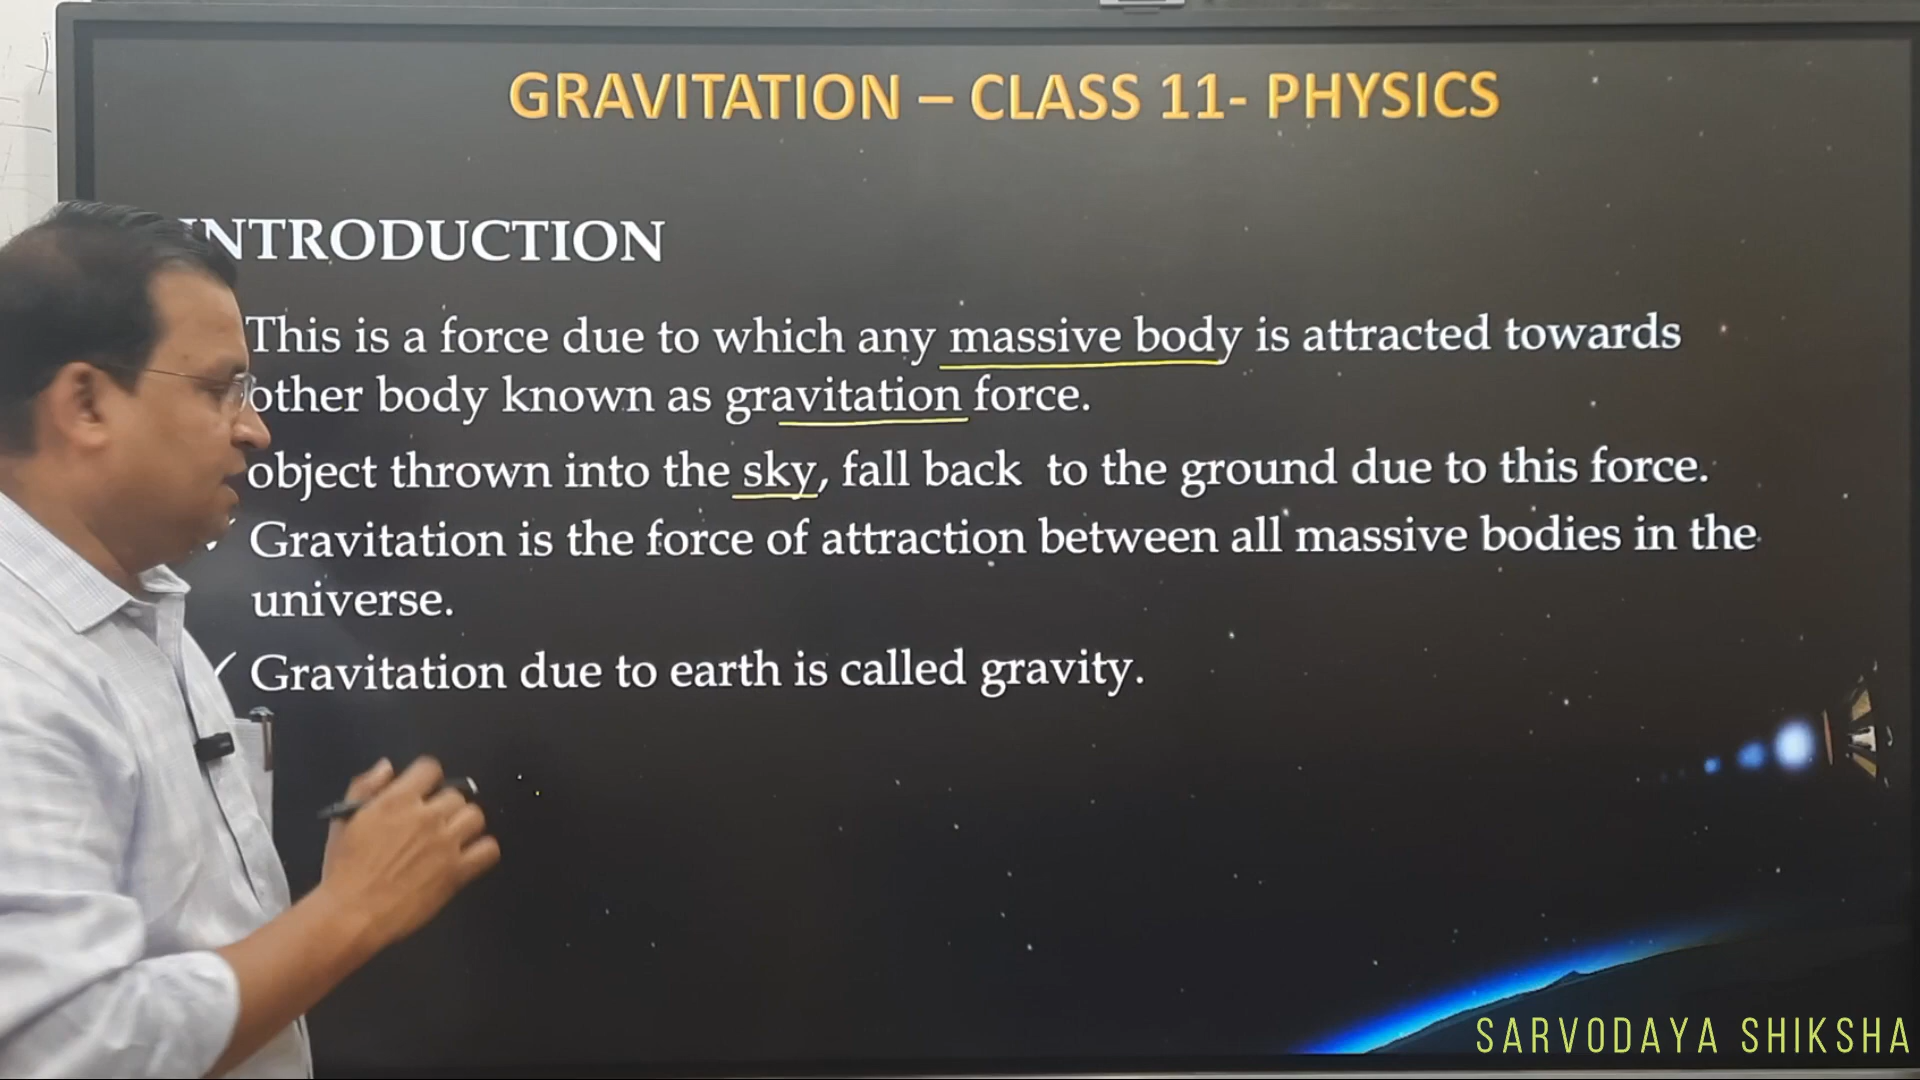 GRAVITATION – CLASS 11- PHYSICS
INTRODUCTION
This is a force due to which any massive body is attracted towards
other body known as gravitation force.
object thrown into the sky, fall back to the ground due to this force.
✓ Gravitation is the force of attraction between all massive bodies in the
universe.
✓ Gravitation due to earth is called gravity.
SARVODAYA SHIKSHA